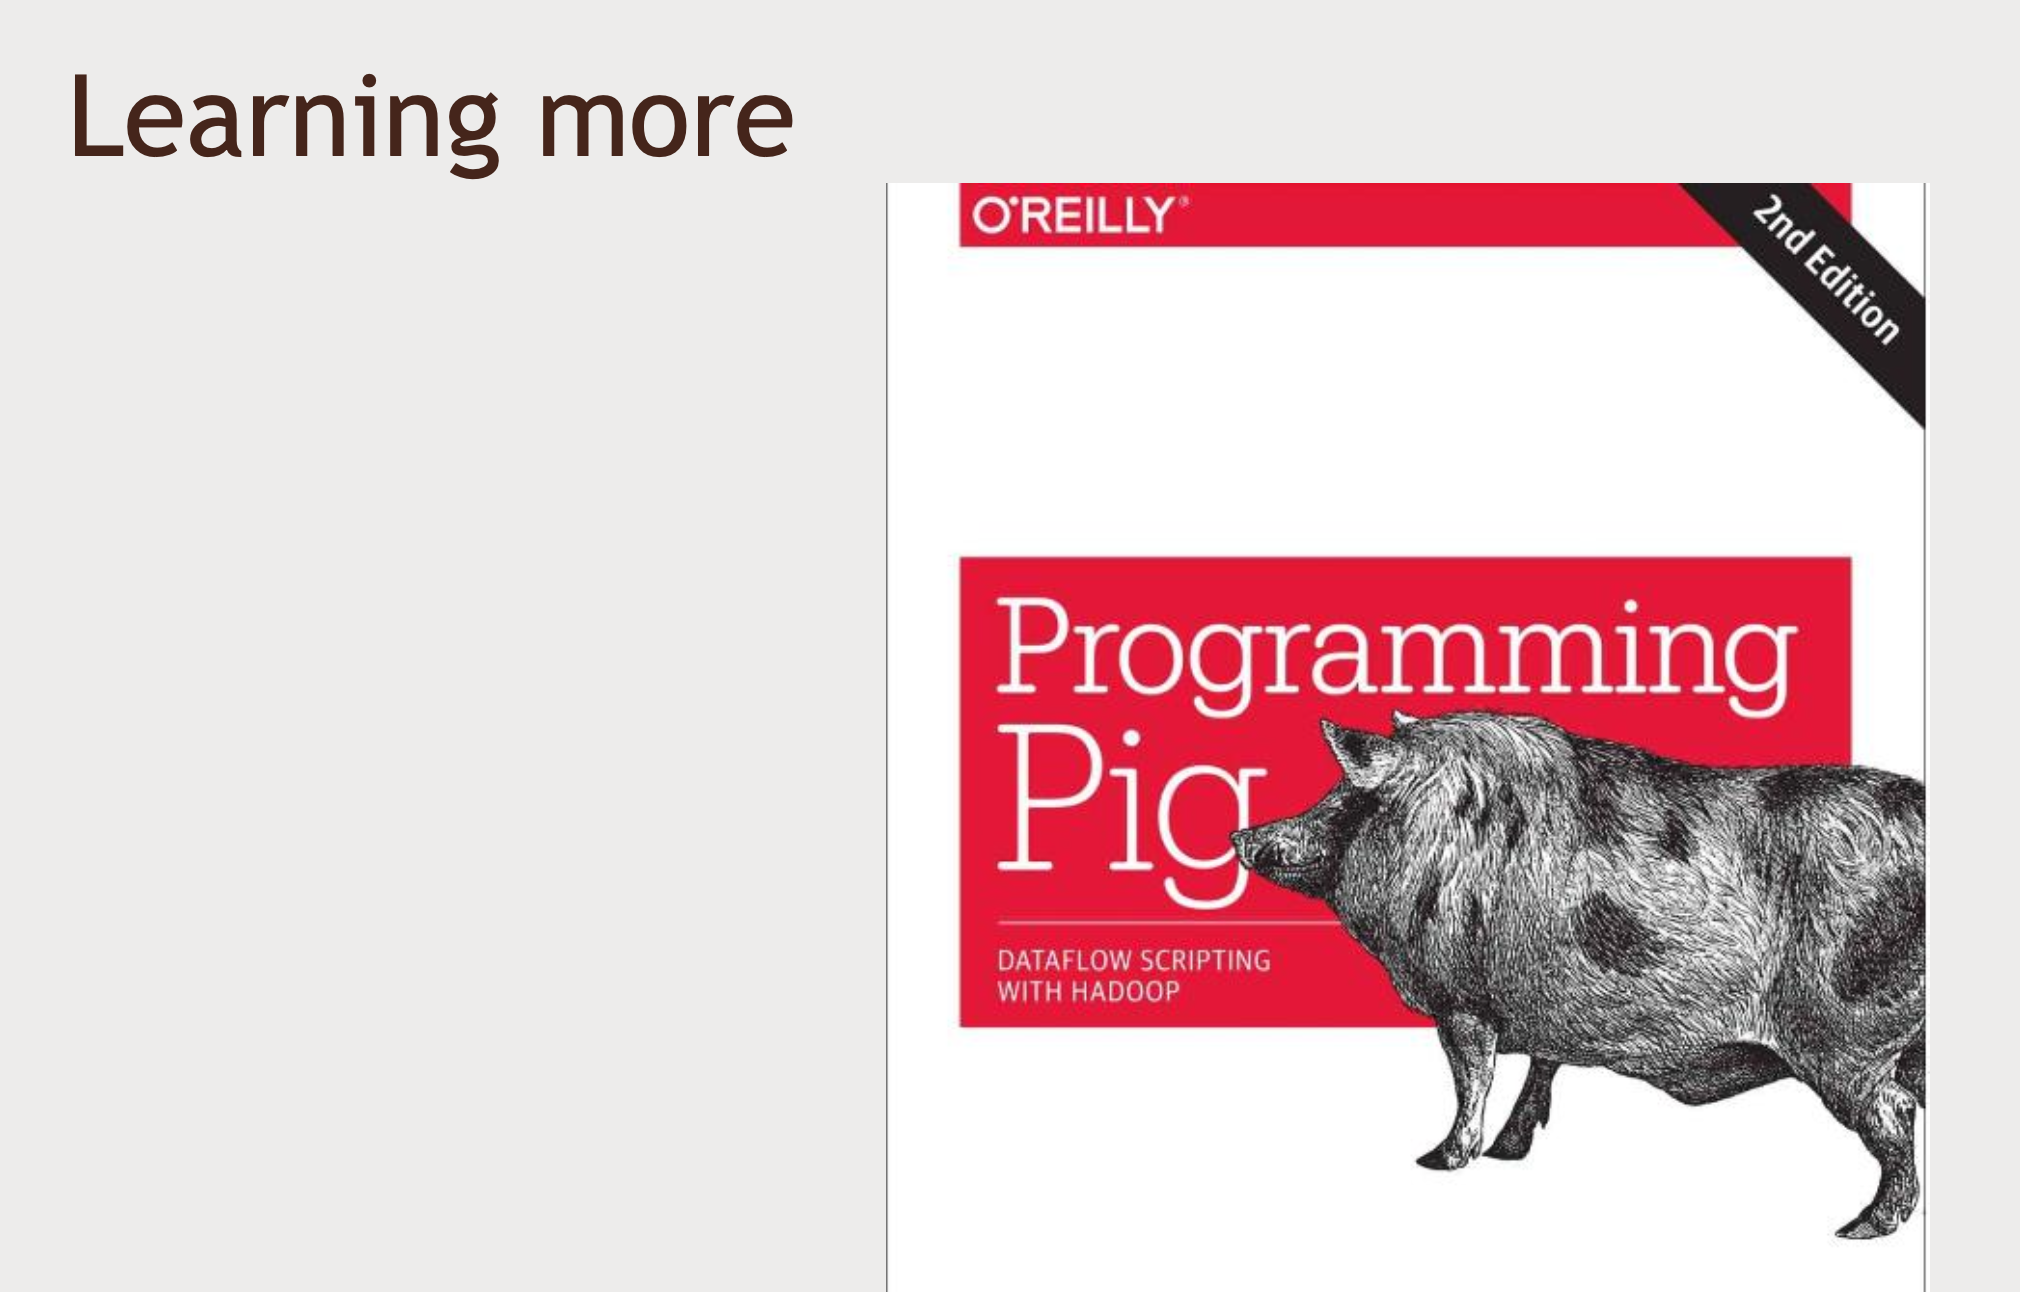 Learning more
O'REILLY®
2nd Edition
Programming
Pig
DATAFLOW SCRIPTING
WITH HADOOP